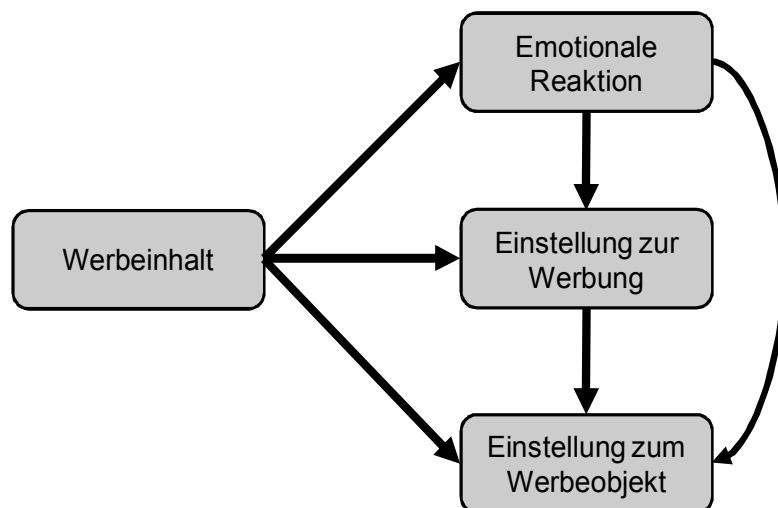 Emotionale
Reaktion
Werbeinhalt
Einstellung zur
Werbung
Einstellung zum
Werbeobjekt